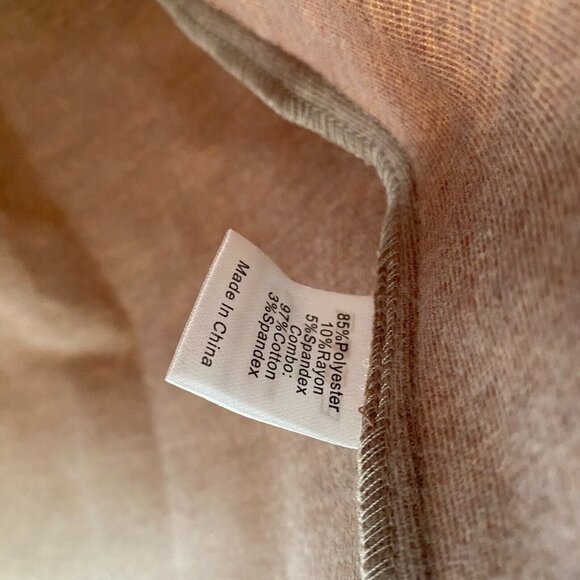 85%Polyester
10%Rayon
5%Spandex
Combo:
97%Cotton
3%Spandex
Made In China